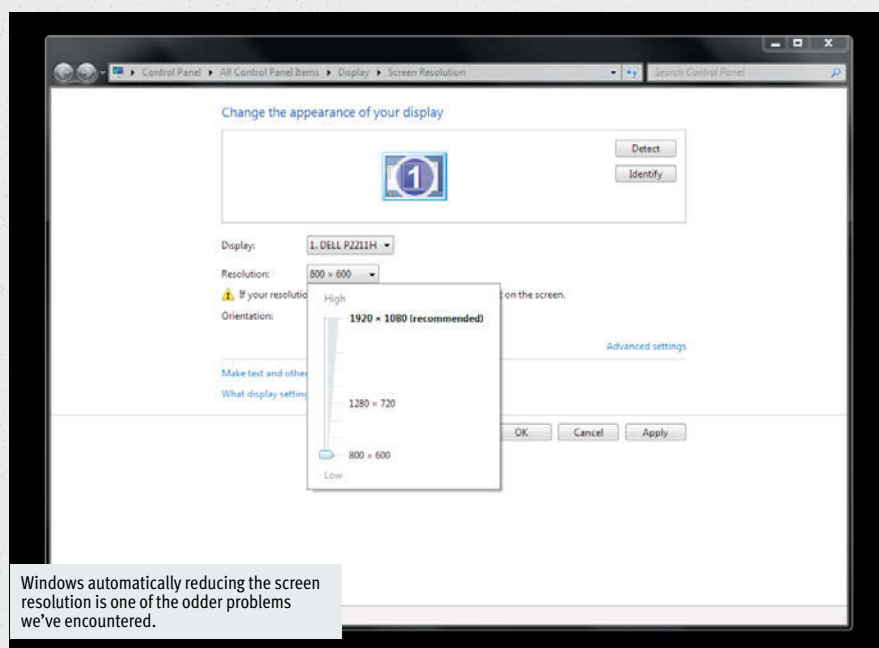 Control Panel ▸ All Control Panel Items ▸ Display ▸ Screen Resolution
Search Control Panel
Change the appearance of your display
1
Detect
Identify
Display: 1. DELL P2211H
Resolution: 800 × 600
If your resolutio on the screen.
High
Orientation:
1920 × 1080 (recommended)
Advanced settings
Make text and othe
What display setting
1280 × 720
OK Cancel Apply
800 × 600
Low
Windows automatically reducing the screen
resolution is one of the odder problems
we've encountered.